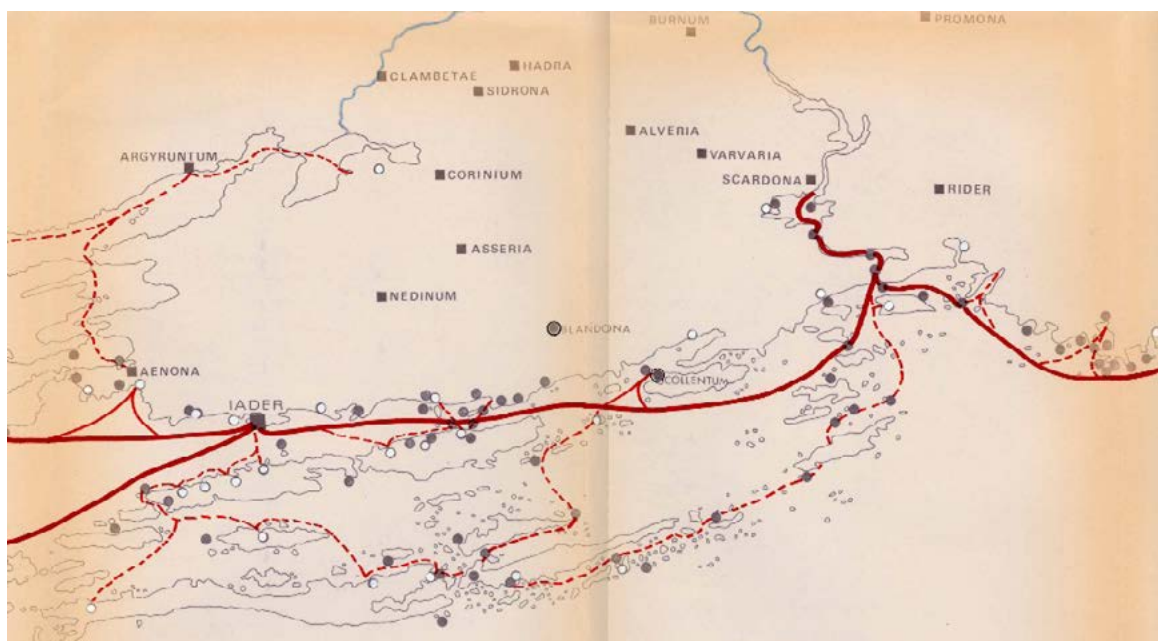 BURNUM
PROMONA
HADRA
CLAMBETAE
SIDRONA
ALVERIA
ARGYRUNTUM
VARVARIA
CORINIUM
SCARDONA
RIDER
ASSERIA
NEDINUM
BLANDONA
AENONA
COLLENTUM
IADER